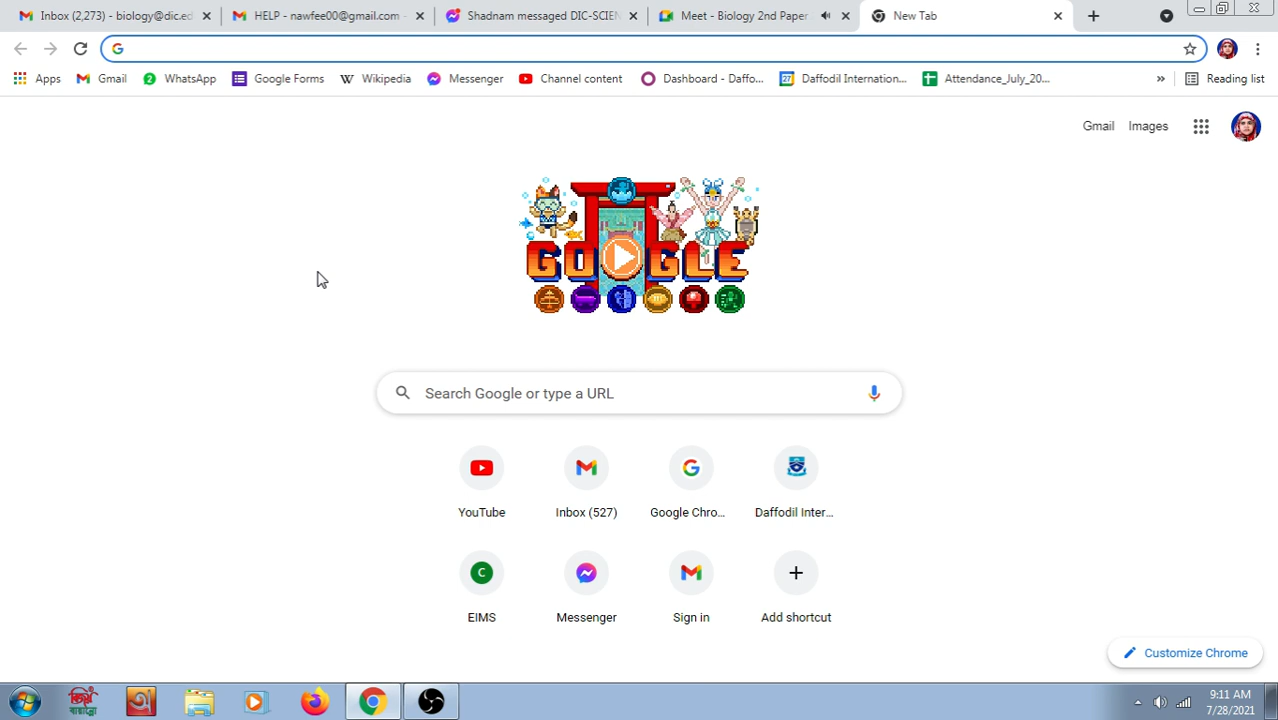 Inbox (2,273) - biology@dic.ed
HELP - nawfee00@gmail.com -
Shadnam messaged DIC-SCIEN
Meet - Biology 2nd Paper
New Tab
Apps
Gmail
2
WhatsApp
Google Forms
W
Wikipedia
Messenger
Channel content
Dashboard - Daffo...
27
Daffodil Internation...
Attendance_July_20...
»
Reading list
Gmail
Images
GOOGLE
Search Google or type a URL
YouTube
Inbox (527)
Google Chro...
Daffodil Inter...
C
EIMS
Messenger
Sign in
Add shortcut
Customize Chrome
9:11 AM
7/28/2021